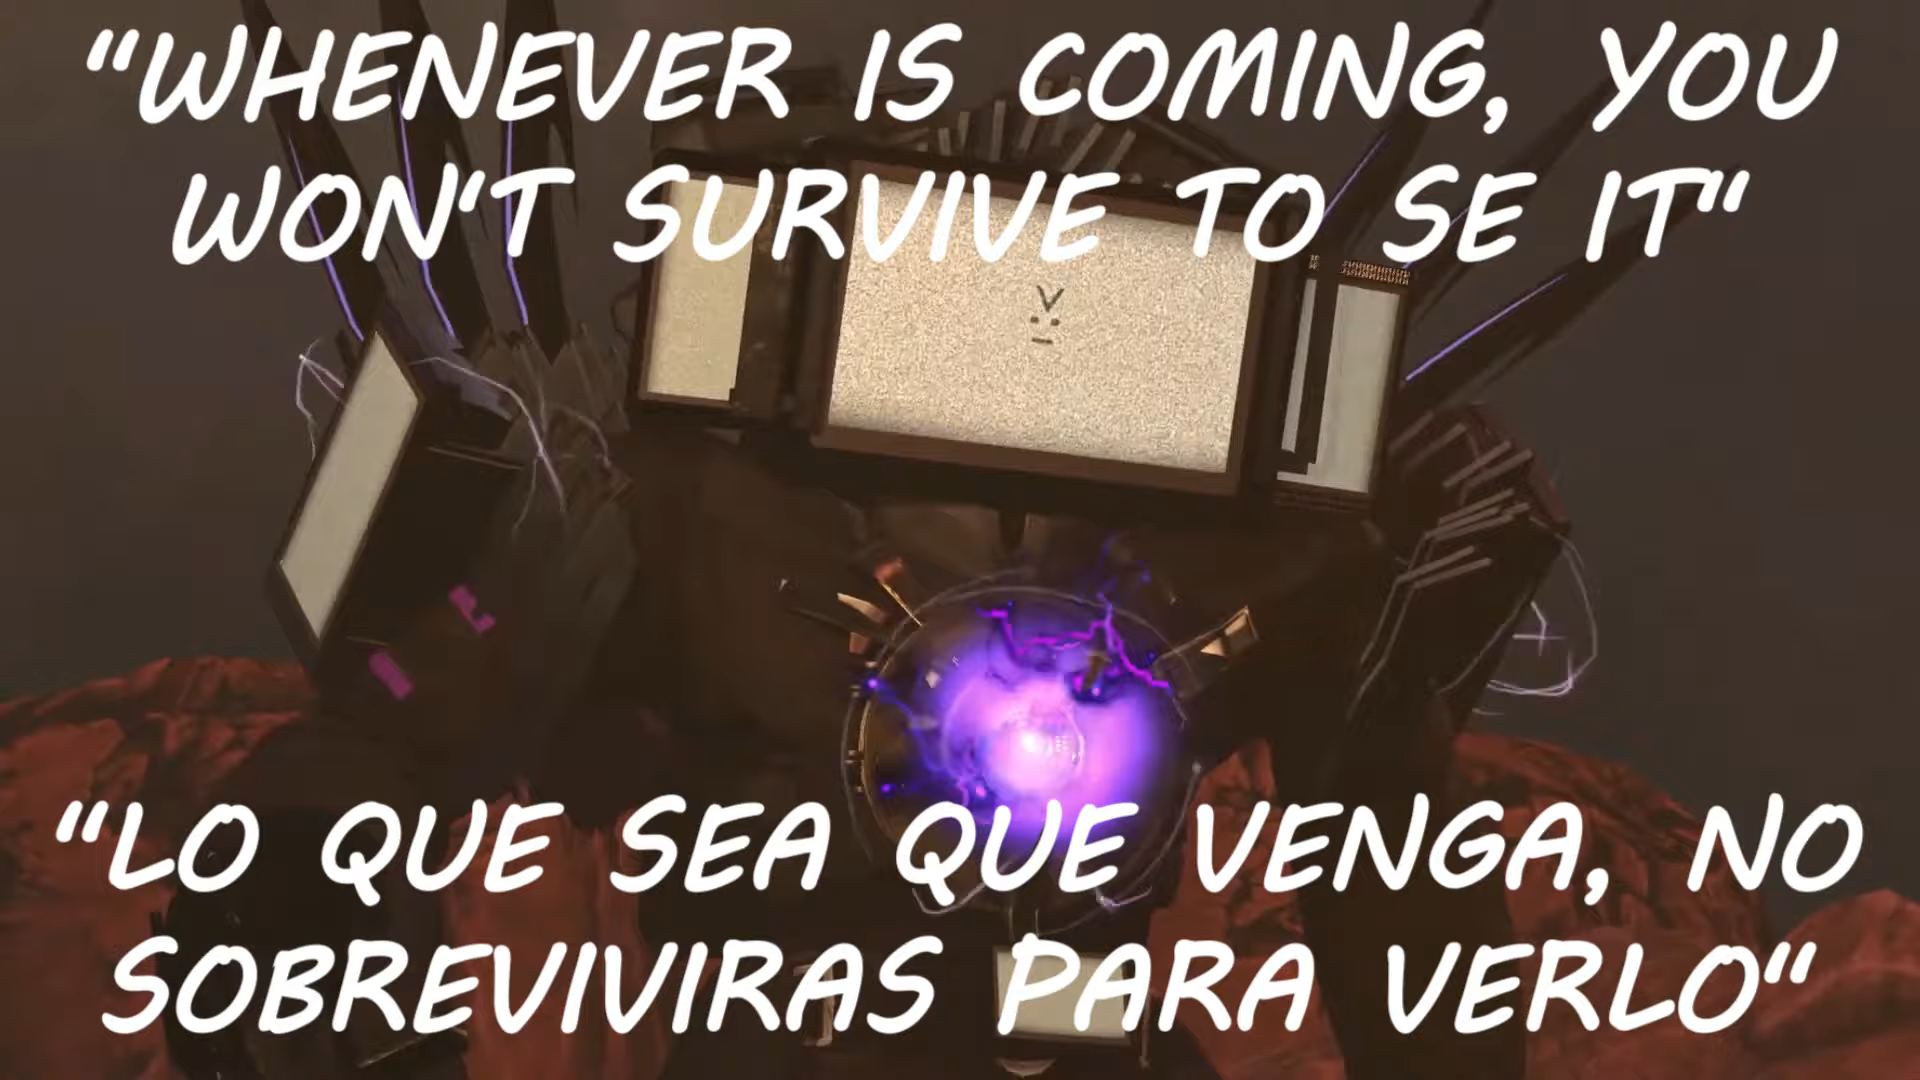 “WHENEVER IS COMING, YOU
WON'T SURVIVE TO SE IT“
“LO QUE SEA QUE VENGA, NO
SOBREVIVIRAS PARA VERLO“